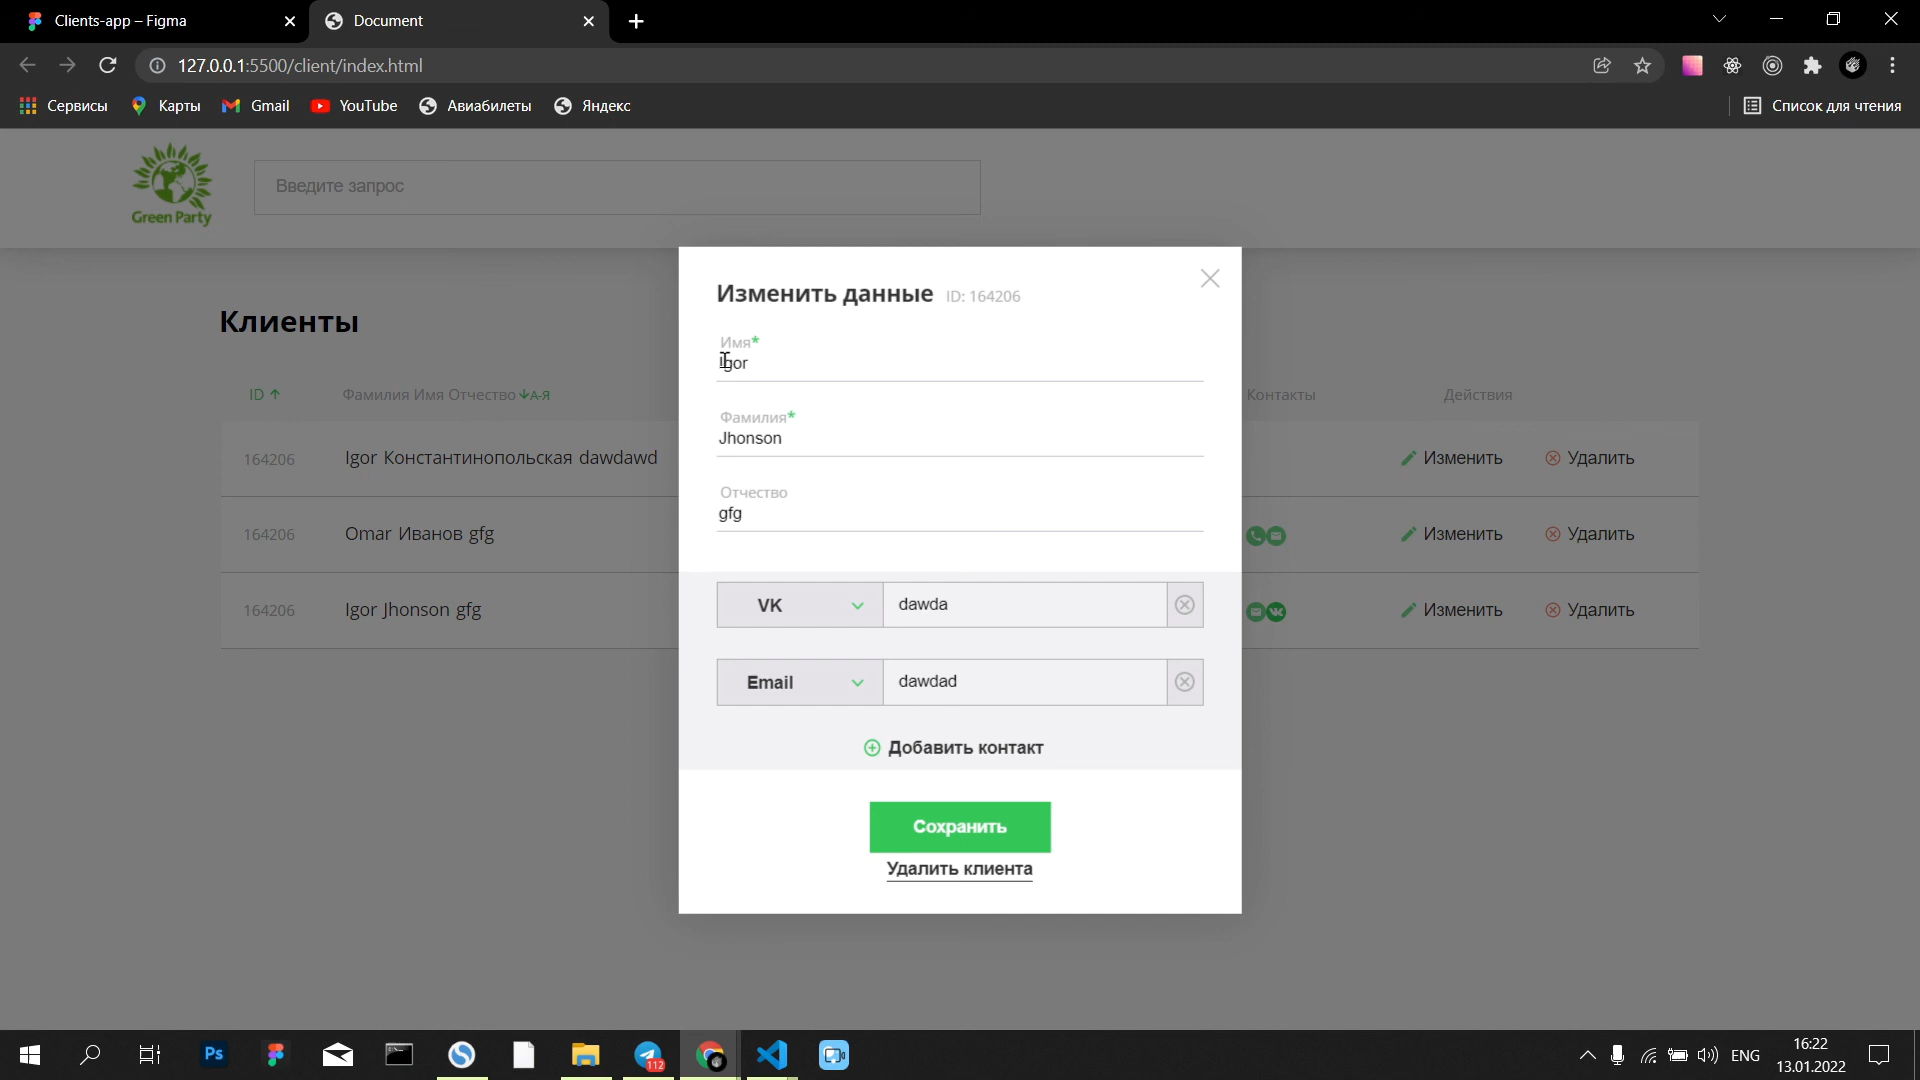 Clients-app – Figma
Document
127.0.0.1:5500/client/index.html
Сервисы
Карты
Gmail
YouTube
Авиабилеты
Яндекс
Список для чтения
Green Party
Введите запрос
Клиенты
ID
Фамилия Имя Отчество А-Я
Контакты
Действия
164206
Igor Константинопольская dawdawd
Изменить
Удалить
164206
Omar Иванов gfg
Изменить
Удалить
164206
Igor Jhonson gfg
Изменить
Удалить
Изменить данные ID: 164206
Имя*
Igor
Фамилия*
Jhonson
Отчество
gfg
VK
dawda
Email
dawdad
Добавить контакт
Сохранить
Удалить клиента
Ps
112
ENG
16:22
13.01.2022